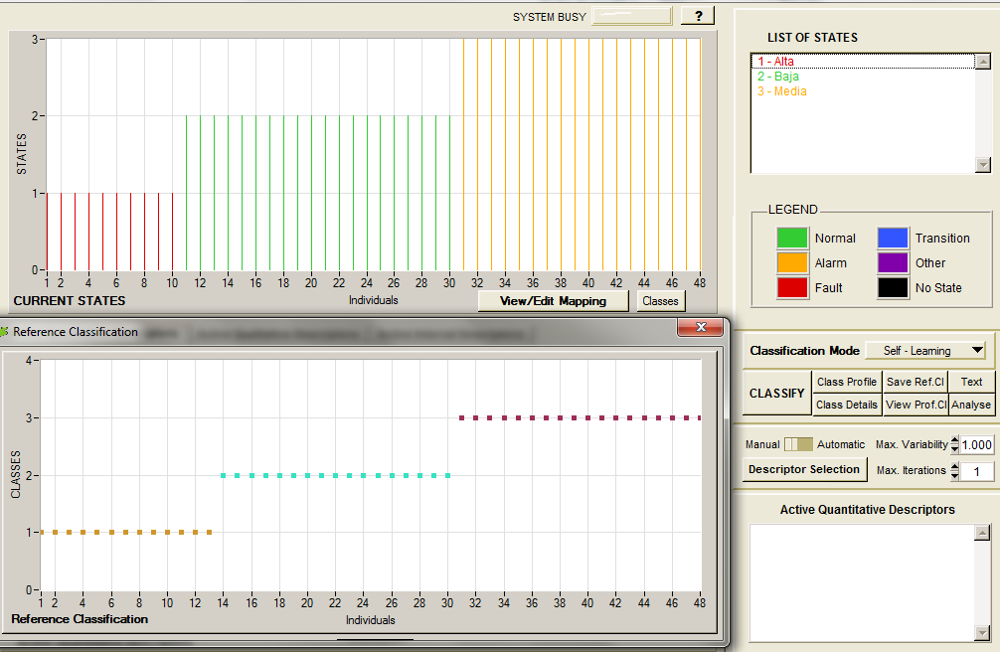 SYSTEM BUSY
?
3
2
1
0
STATES
1 2 4 6 8 10 12 14 16 18 20 22 24 26 28 30 32 34 36 38 40 42 44 46 48
CURRENT STATES
Individuals
View/Edit Mapping
Classes
Reference Classification
X
4
3
2
1
0
CLASSES
1 2 4 6 8 10 12 14 16 18 20 22 24 26 28 30 32 34 36 38 40 42 44 46 48
Reference Classification
Individuals
LIST OF STATES
1 - Alta
2 - Baja
3 - Media
LEGEND
Normal
Transition
Alarm
Other
Fault
No State
Classification Mode
Self - Learning
CLASSIFY
Class Profile
Save Ref.Cl
Text
Class Details
View Prof.Cl
Analyse
Manual
Automatic
Max. Variability
1.000
Descriptor Selection
Max. Iterations
1
Active Quantitative Descriptors